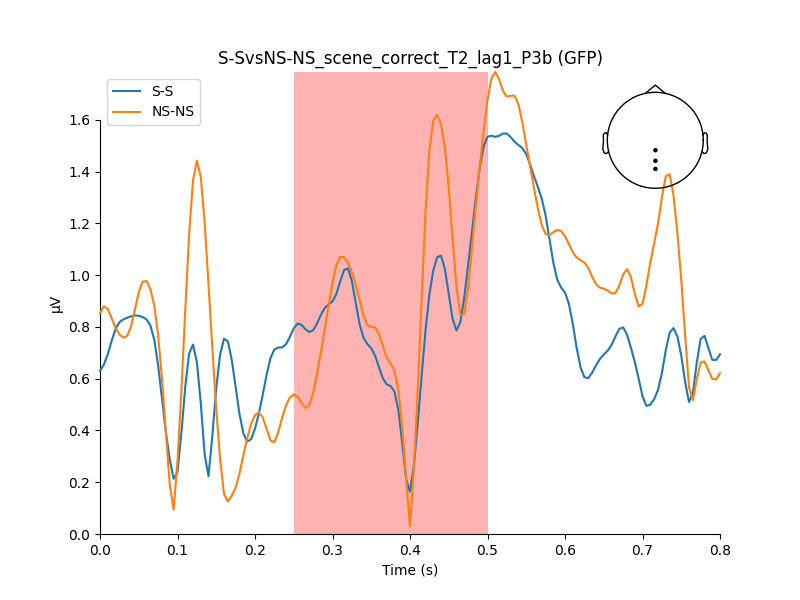 S-SvsNS-NS_scene_correct_T2_lag1_P3b (GFP)
S-S
NS-NS
1.6
1.4
1.2
1.0
0.8
0.6
0.4
0.2
0.0
µV
0.0 0.1 0.2 0.3 0.4 0.5 0.6 0.7 0.8
Time (s)